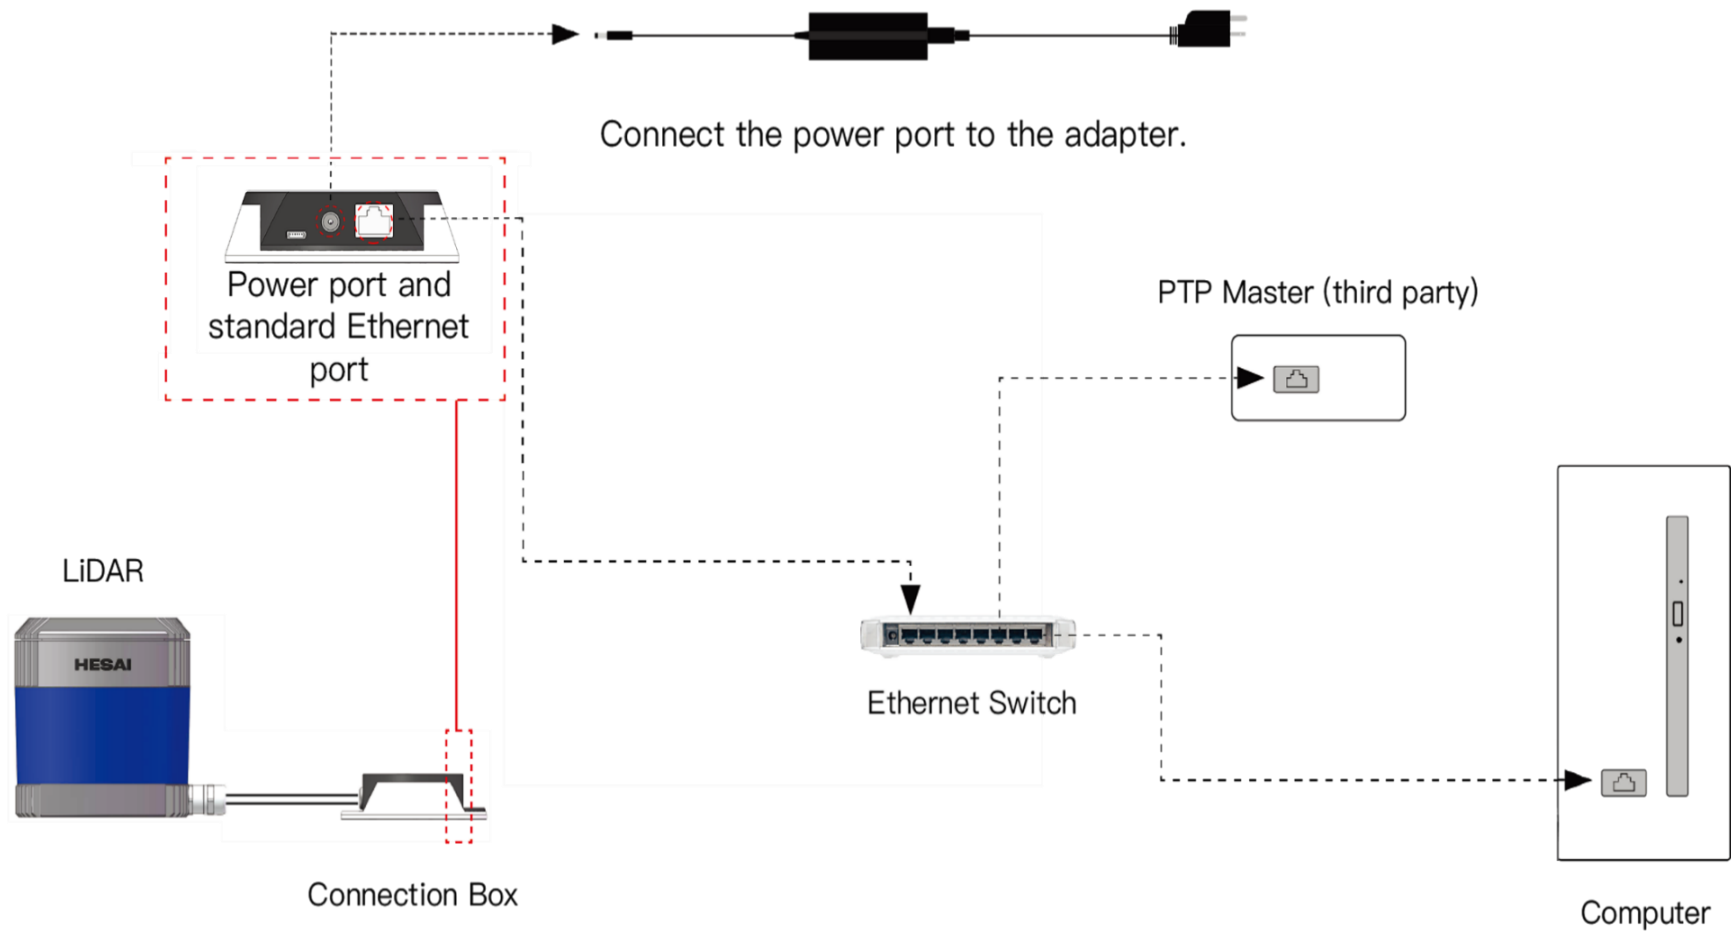 Connect the power port to the adapter.
Power port and
standard Ethernet
port
PTP Master (third party)
LiDAR
HESAI
Ethernet Switch
Connection Box
Computer